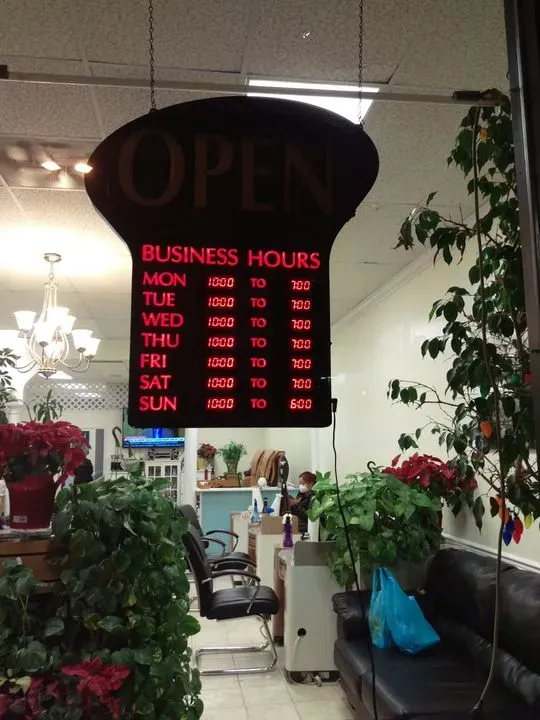 OPEN
BUSINESS HOURS
MON 10:00 TO 7:00
TUE 10:00 TO 7:00
WED 10:00 TO 7:00
THU 10:00 TO 7:00
FRI 10:00 TO 7:00
SAT 10:00 TO 7:00
SUN 10:00 TO 6:00